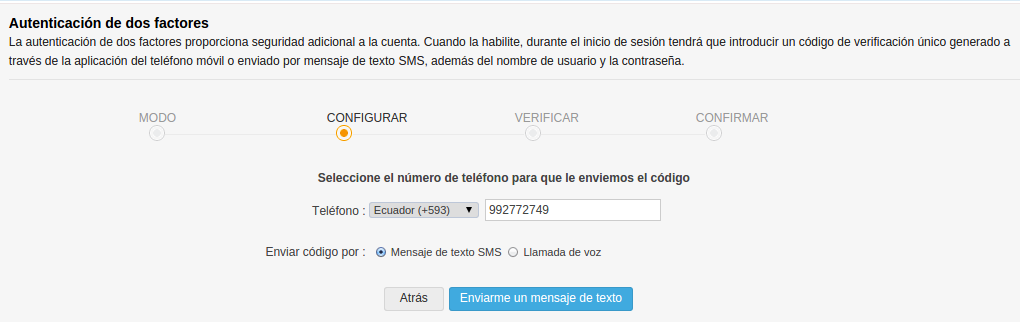 Autenticación de dos factores
La autenticación de dos factores proporciona seguridad adicional a la cuenta. Cuando la habilite, durante el inicio de sesión tendrá que introducir un código de verificación único generado a
través de la aplicación del teléfono móvil o enviado por mensaje de texto SMS, además del nombre de usuario y la contraseña.
MODO CONFIGURAR VERIFICAR CONFIRMAR
Seleccione el número de teléfono para que le enviemos el código
Teléfono : Ecuador (+593) 992772749
Enviar código por : Mensaje de texto SMS Llamada de voz
Atrás Enviarme un mensaje de texto